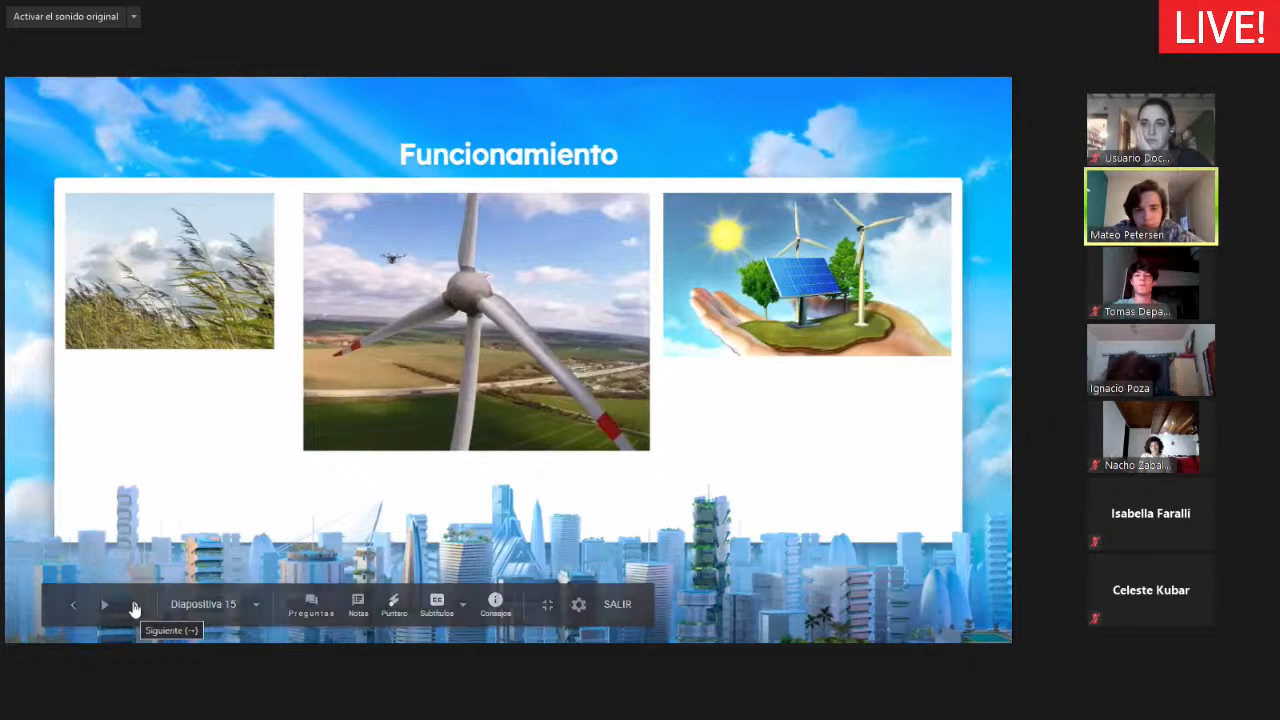 Activar el sonido original
LIVE!
Funcionamiento
Usuario Doc...
Mateo Petersen
Tomas Depa...
Ignacio Poza
Nacho Zabal...
Isabella Faralli
Celeste Kubar
Diapositiva 15
Preguntas
Notas
Puntero
Subtítulos
Consejos
SALIR
Siguiente (→)